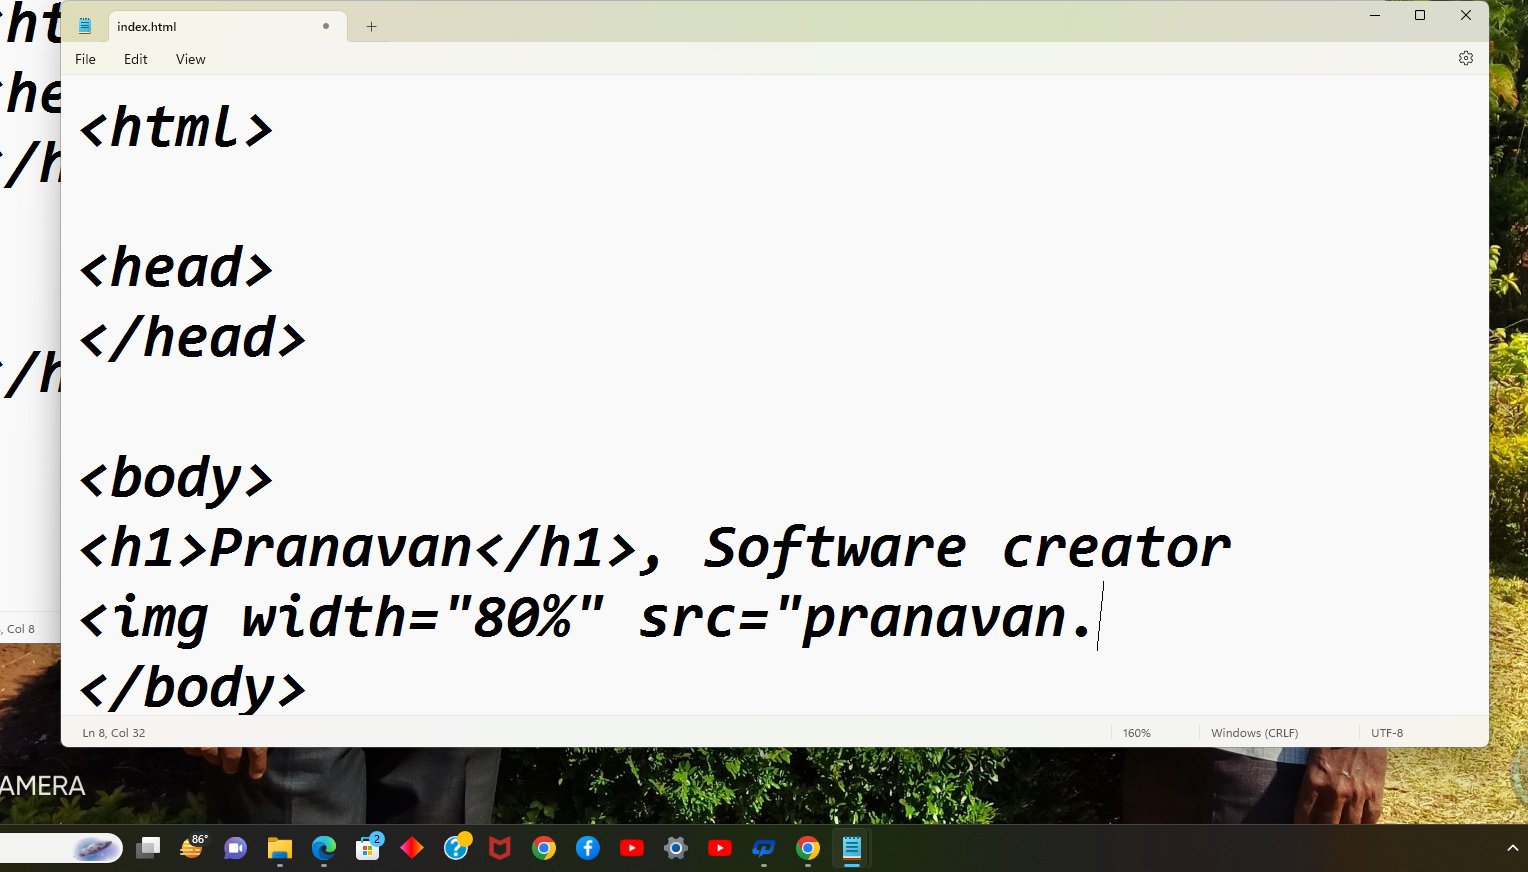 <ht
<he
</h
</h
, Col 8
index.html
File Edit View
<html>
<head>
</head>
<body>
<h1>Pranavan</h1>, Software creator
<img width="80%" src="pranavan.
</body>
Ln 8, Col 32 160% Windows (CRLF) UTF-8
AMERA
86° 2